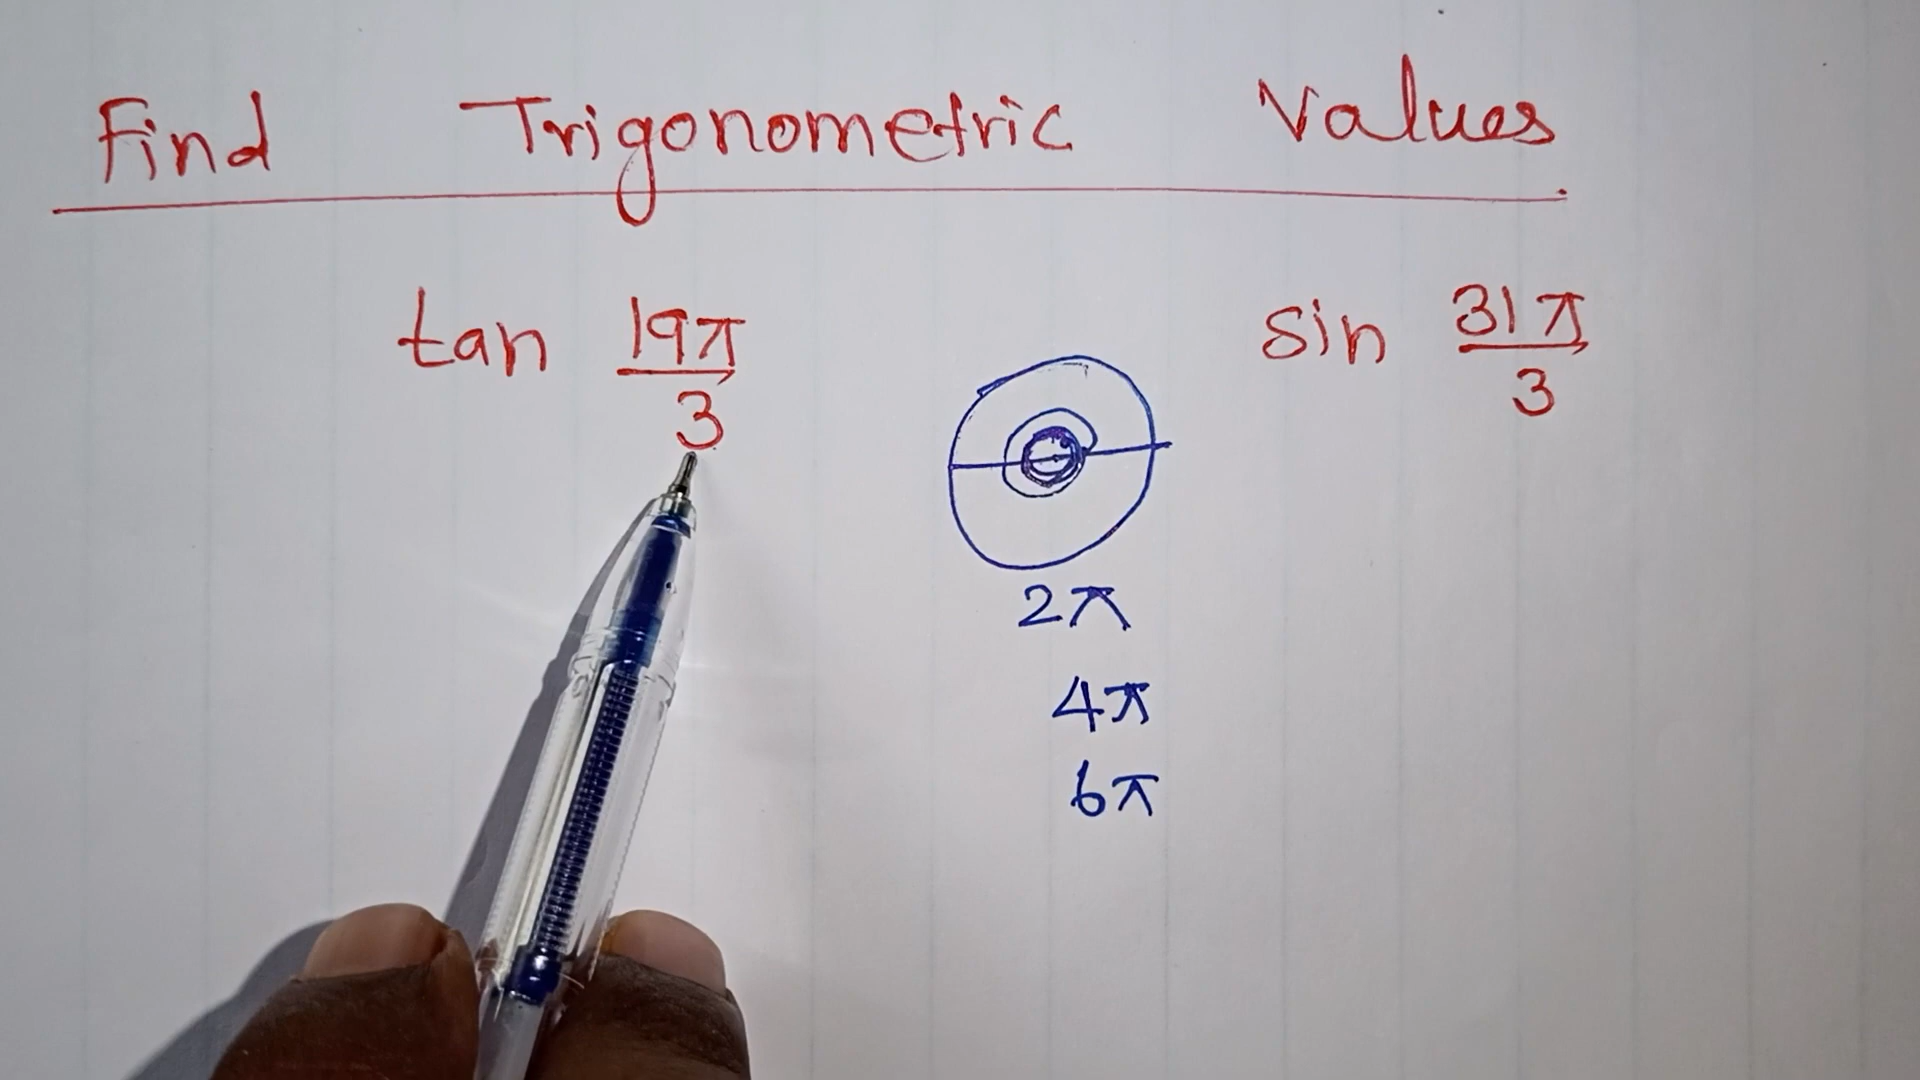 Find Trigonometric Values
tan 19π/3
sin 31π/3
2π
4π
6π